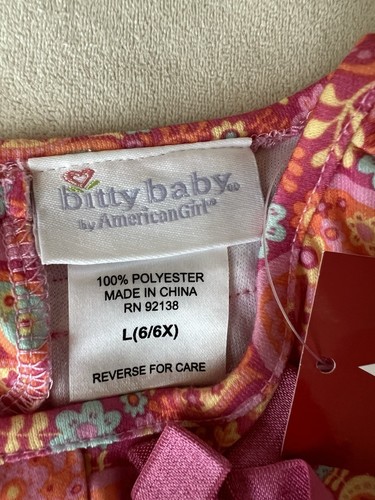 bitty baby®
by American Girl®
100% POLYESTER
MADE IN CHINA
RN 92138
L(6/6X)
REVERSE FOR CARE